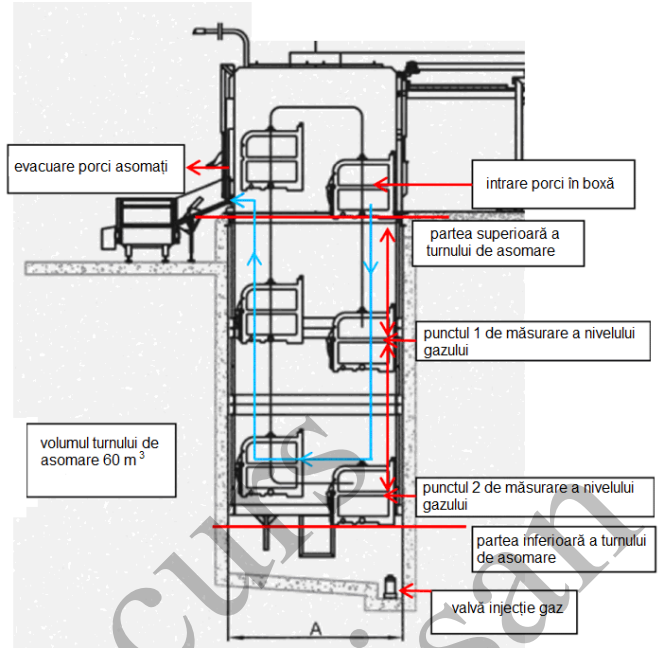 evacuare porci asomați
intrare porci în boxă
partea superioară a
turnului de asomare
punctul 1 de măsurare a nivelului
gazului
volumul turnului de
asomare 60 m³
punctul 2 de măsurare a nivelului
gazului
partea inferioară a turnului
de asomare
valvă injecție gaz
A
curs
isan